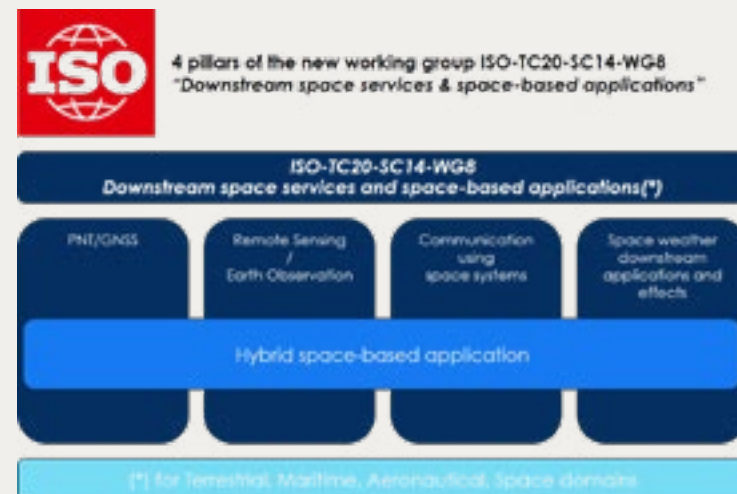 ISO
4 pillars of the new working group ISO-TC20-SC14-WG8
"Downstream space services & space-based applications"
ISO-TC20-SC14-WG8
Downstream space services and space-based applications(*)
PNT/GNSS
Remote Sensing
/
Earth Observation
Communication
using
space systems
Space weather
downstream
applications and
effects
Hybrid space-based application
(*) for Terrestrial, Maritime, Aeronautical, Space domains